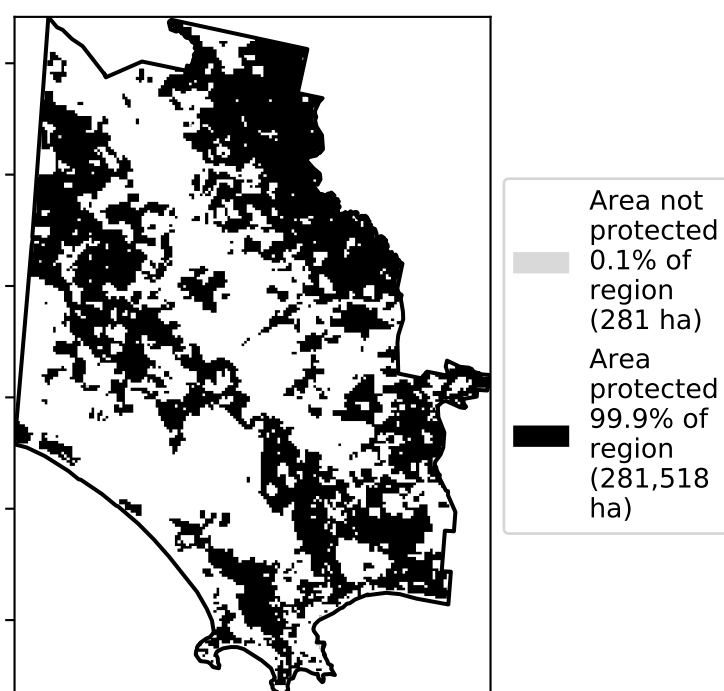 Area not
protected
0.1% of
region
(281 ha)
Area
protected
99.9% of
region
(281,518
ha)